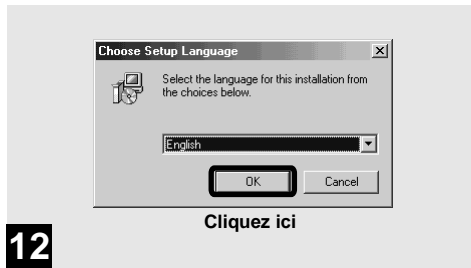 Choose Setup Language
Select the language for this installation from
the choices below.
English
OK Cancel
Cliquez ici
12